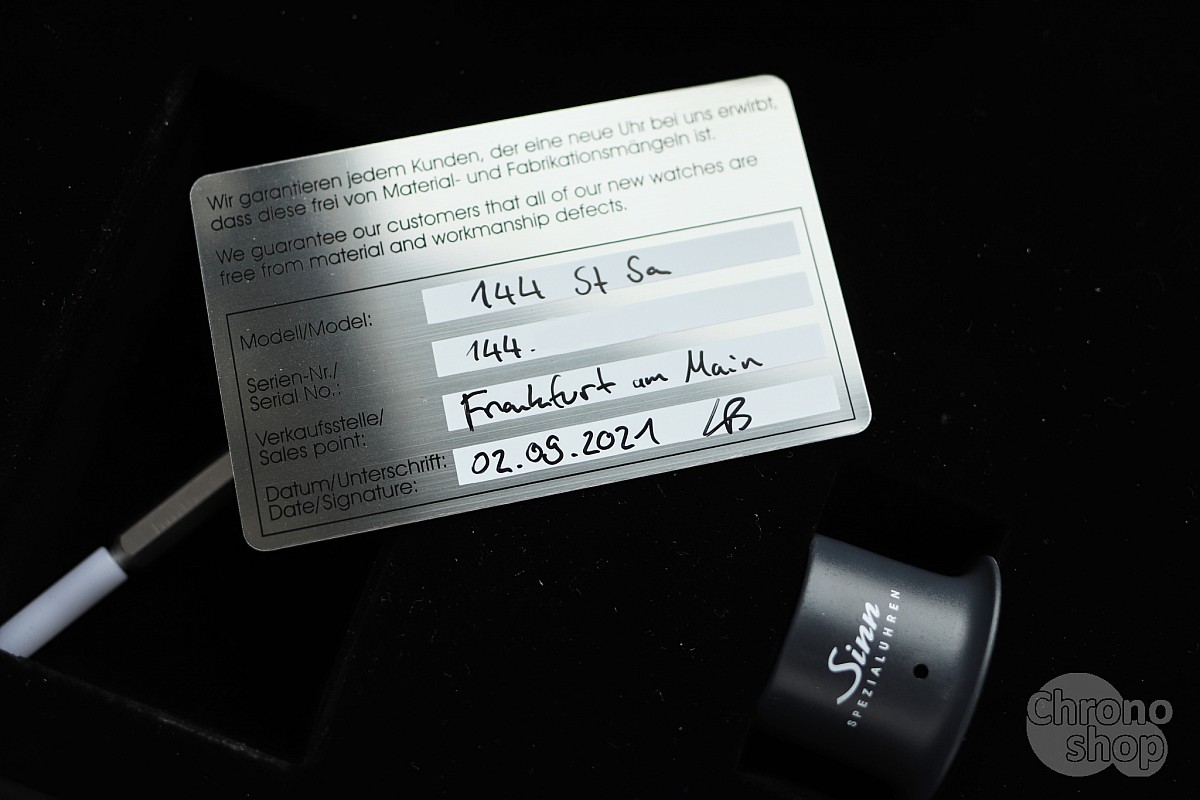 Wir garantieren jedem Kunden, der eine neue Uhr bei uns erwirbt,
dass diese frei von Material- und Fabrikationsmängeln ist.
We guarantee our customers that all of our new watches are
free from material and workmanship defects.
Modell/Model: 144 St Sa
Serien-Nr./
Serial No.: 144.
Verkaufsstelle/
Sales point: Frankfurt am Main
Datum/Unterschrift:
Date/Signature: 02.09.2021
Sinn
SPEZIALUHREN
Chrono
shop